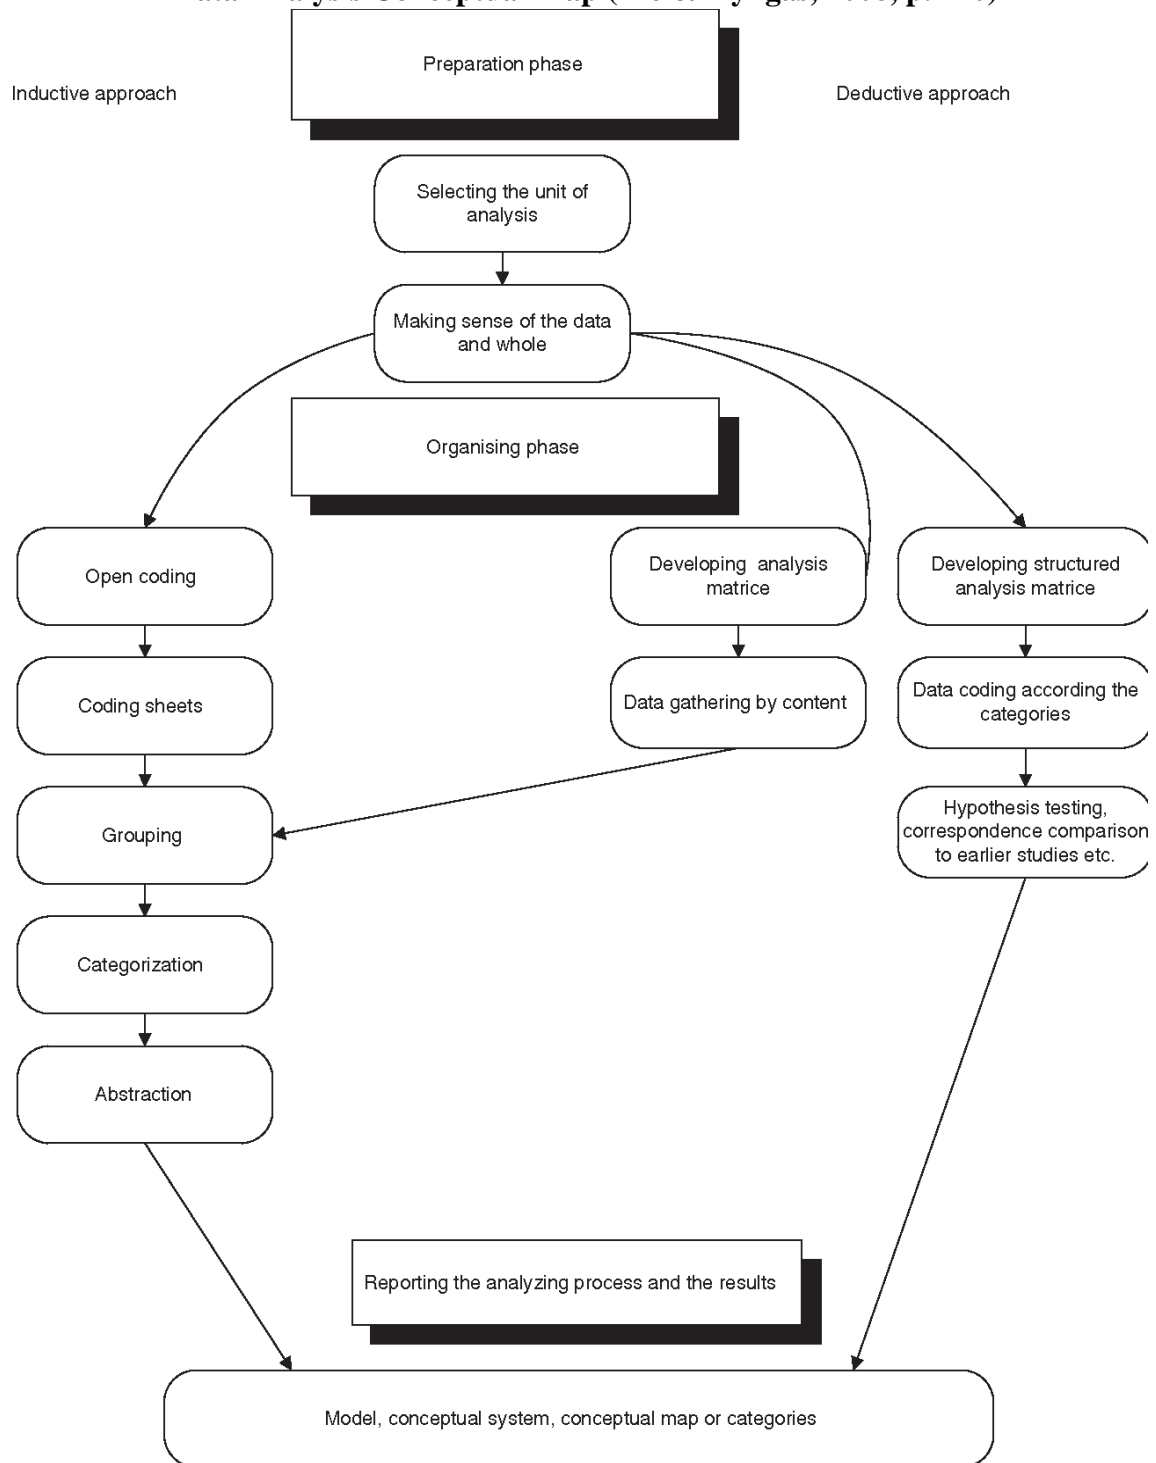 Preparation phase
Inductive approach
Deductive approach
Selecting the unit of
analysis
Making sense of the data
and whole
Organising phase
Open coding
Developing analysis
matrice
Developing structured
analysis matrice
Coding sheets
Data gathering by content
Data coding according the
categories
Grouping
Hypothesis testing,
correspondence comparison
to earlier studies etc.
Categorization
Abstraction
Reporting the analyzing process and the results
Model, conceptual system, conceptual map or categories